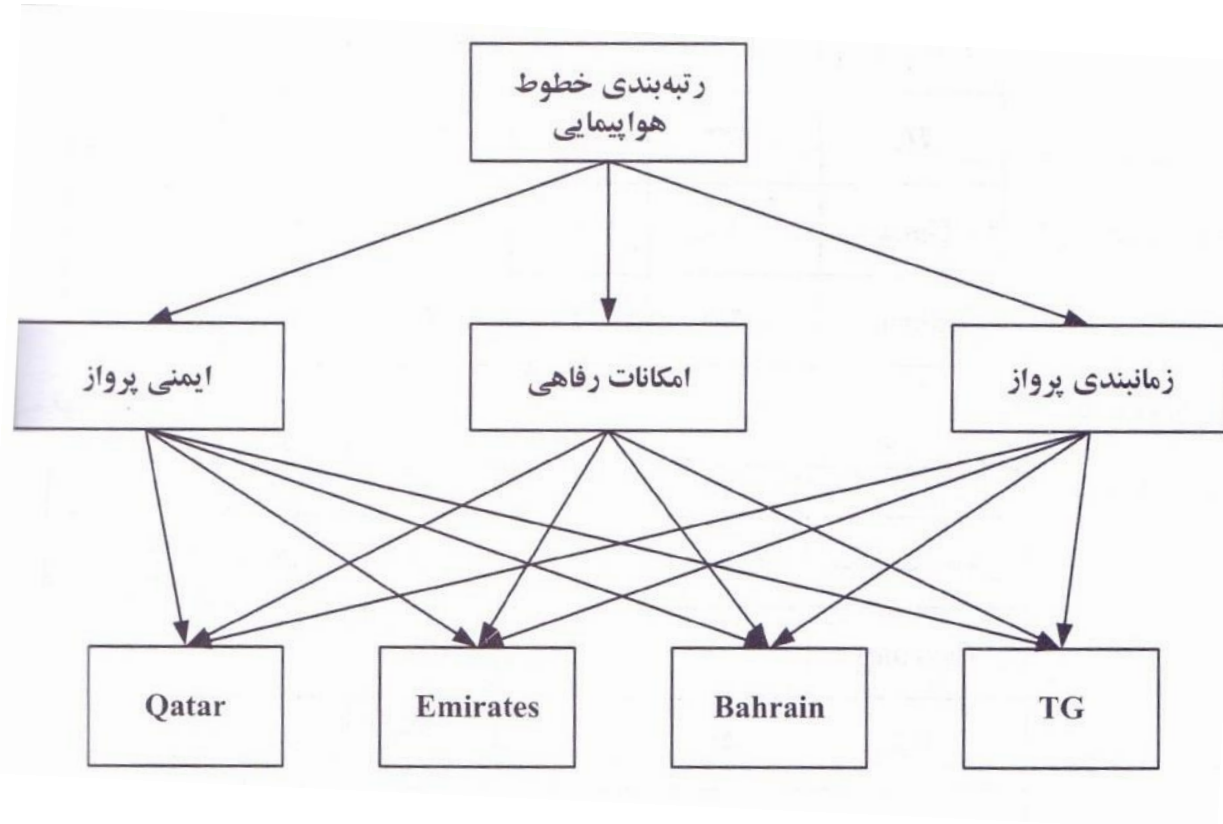 رتبه‌بندی خطوط
هواپیمایی
زمانبندی پرواز
امکانات رفاهی
ایمنی پرواز
Qatar
Emirates
Bahrain
TG